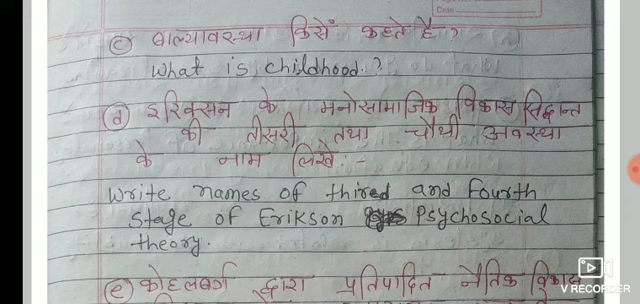 Date
(c) बाल्यावस्था किसे कहते है ?
What is childhood. ?
(d) इरिक्सन के मनोसामाजिक विकास सिद्धान्त
की तीसरी तथा चौथी अवस्था
के नाम लिखे :-
Write names of thired and fourth
stage of Erikson Psychosocial
theory.
(e) कोहलबर्ग द्वारा प्रतिपादित नैतिक विकास
V RECORDER